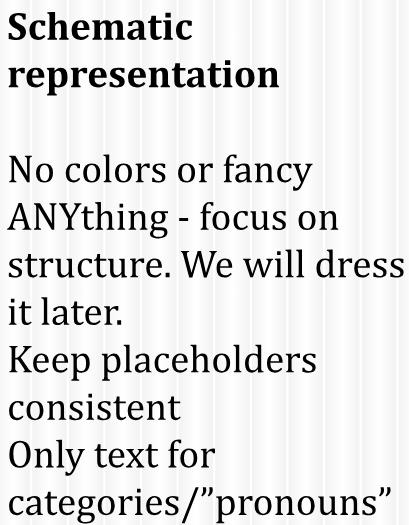 Schematic
representation
No colors or fancy
ANYthing - focus on
structure. We will dress
it later.
Keep placeholders
consistent
Only text for
categories/”pronouns”